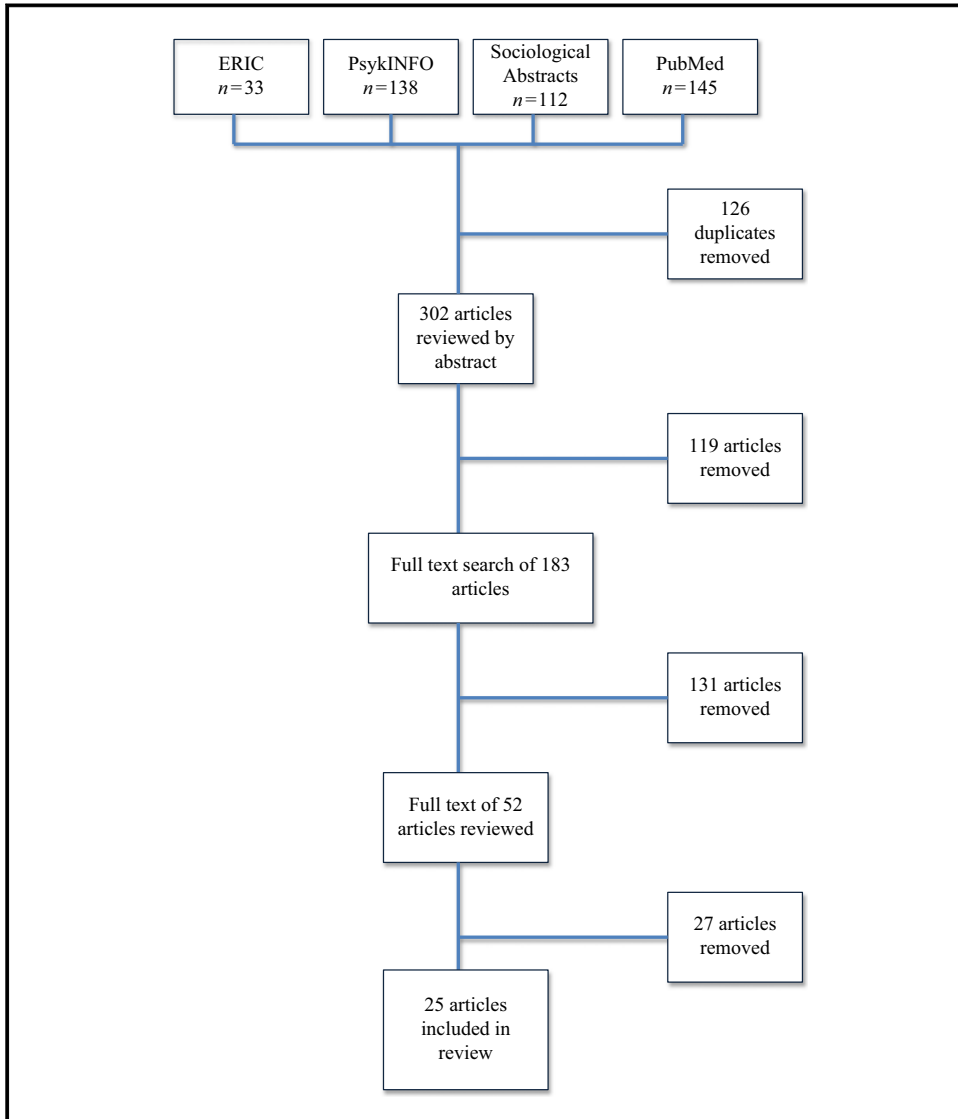 ERIC
n=33
PsykINFO
n=138
Sociological
Abstracts
n=112
PubMed
n=145
126
duplicates
removed
302 articles
reviewed by
abstract
119 articles
removed
Full text search of 183
articles
131 articles
removed
Full text of 52
articles reviewed
27 articles
removed
25 articles
included in
review